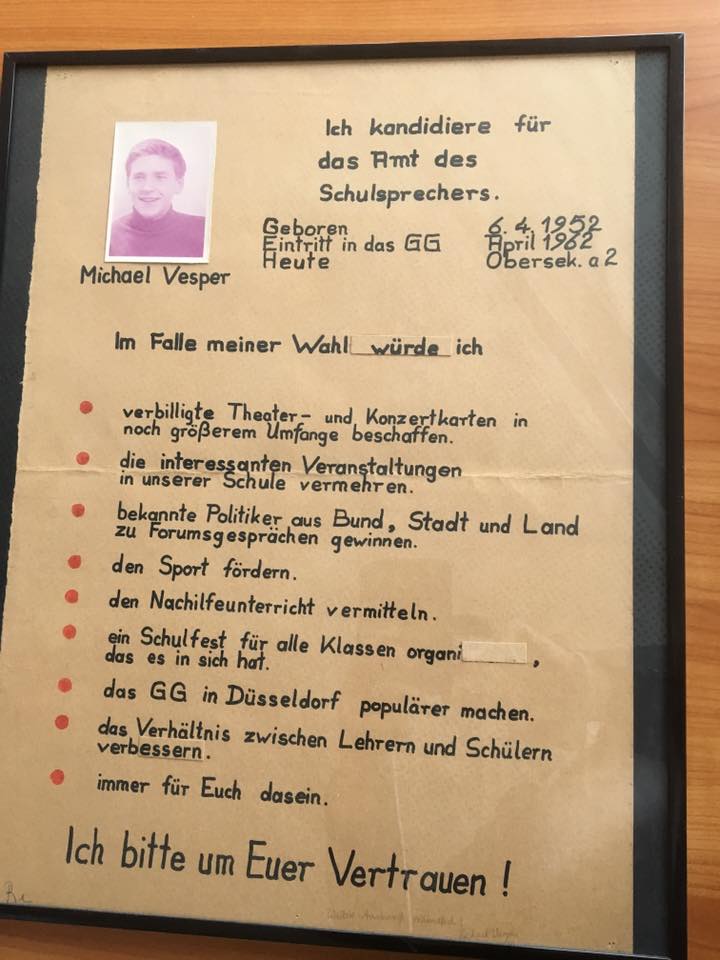 Ich kandidiere für
das Amt des
Schulsprechers.
Geboren 6.4.1952
Eintritt in das GG April 1962
Heute Obersek. a 2
Michael Vesper
Im Falle meiner Wahl würde ich
verbilligte Theater- und Konzertkarten in
noch größerem Umfange beschaffen.
die interessanten Veranstaltungen
in unserer Schule vermehren.
bekannte Politiker aus Bund, Stadt und Land
zu Forumsgesprächen gewinnen.
den Sport fördern.
den Nachilfeunterricht vermitteln.
ein Schulfest für alle Klassen organi ,
das es in sich hat.
das GG in Düsseldorf populärer machen.
das Verhältnis zwischen Lehrern und Schülern
verbessern.
immer für Euch dasein.
Ich bitte um Euer Vertrauen !